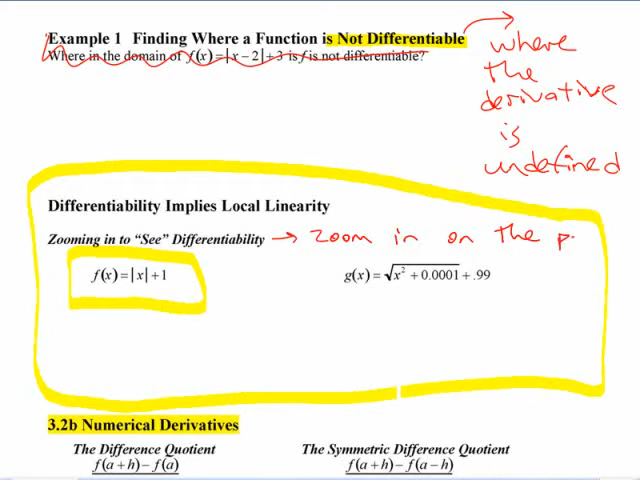 Example 1 Finding Where a Function is Not Differentiable
Where in the domain of f(x) = |x − 2| + 3 is f is not differentiable?
where
the
derivative
is
undefined
Differentiability Implies Local Linearity
Zooming in to “See” Differentiability → zoom in on the p
f(x) = |x| + 1
g(x) = √(x² + 0.0001) + .99
3.2b Numerical Derivatives
The Difference Quotient
The Symmetric Difference Quotient
f(a + h) − f(a)
f(a + h) − f(a − h)